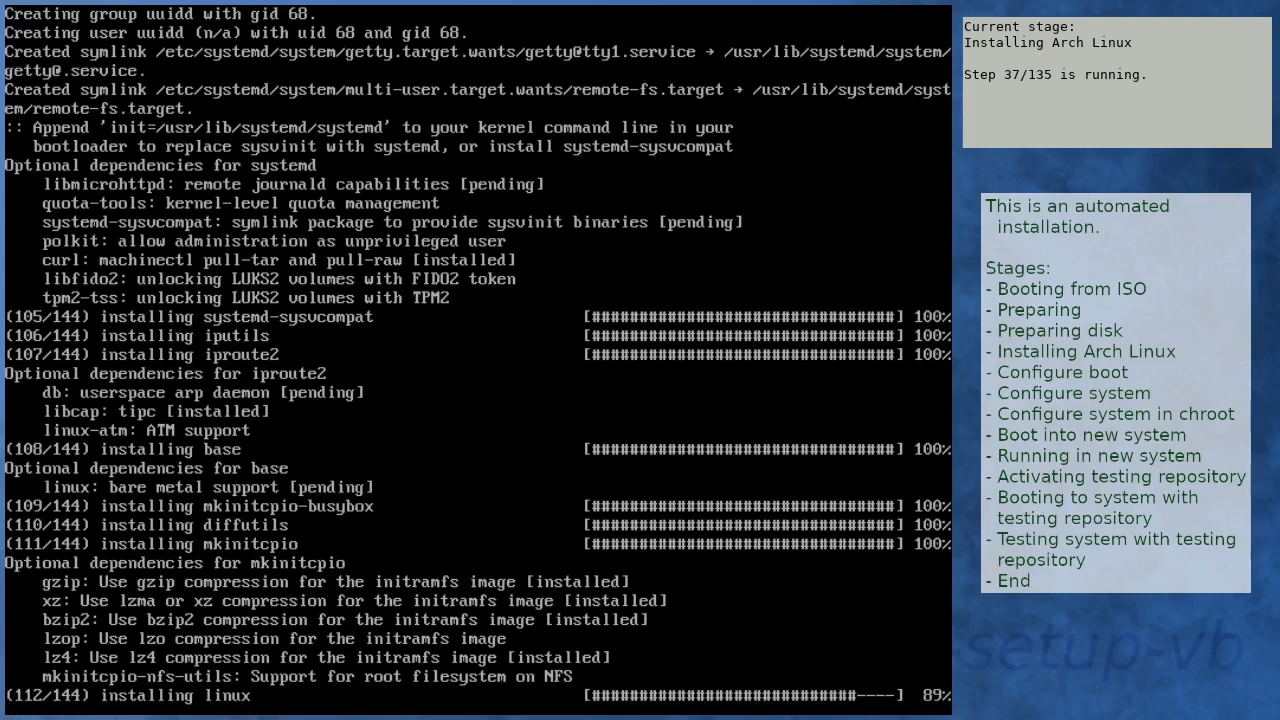 Creating group uuidd with gid 68.
Creating user uuidd (n/a) with uid 68 and gid 68.
Created symlink /etc/systemd/system/getty.target.wants/getty@tty1.service → /usr/lib/systemd/system/
getty@.service.
Created symlink /etc/systemd/system/multi-user.target.wants/remote-fs.target → /usr/lib/systemd/syst
em/remote-fs.target.
:: Append 'init=/usr/lib/systemd/systemd' to your kernel command line in your
bootloader to replace sysvinit with systemd, or install systemd-sysvcompat
Optional dependencies for systemd
libmicrohttpd: remote journald capabilities [pending]
quota-tools: kernel-level quota management
systemd-sysvcompat: symlink package to provide sysvinit binaries [pending]
polkit: allow administration as unprivileged user
curl: machinectl pull-tar and pull-raw [installed]
libfido2: unlocking LUKS2 volumes with FIDO2 token
tpm2-tss: unlocking LUKS2 volumes with TPM2
(105/144) installing systemd-sysvcompat [################################] 100%
(106/144) installing iputils [################################] 100%
(107/144) installing iproute2 [################################] 100%
Optional dependencies for iproute2
db: userspace arp daemon [pending]
libcap: tipc [installed]
linux-atm: ATM support
(108/144) installing base [################################] 100%
Optional dependencies for base
linux: bare metal support [pending]
(109/144) installing mkinitcpio-busybox [################################] 100%
(110/144) installing diffutils [################################] 100%
(111/144) installing mkinitcpio [################################] 100%
Optional dependencies for mkinitcpio
gzip: Use gzip compression for the initramfs image [installed]
xz: Use lzma or xz compression for the initramfs image [installed]
bzip2: Use bzip2 compression for the initramfs image [installed]
lzop: Use lzo compression for the initramfs image
lz4: Use lz4 compression for the initramfs image [installed]
mkinitcpio-nfs-utils: Support for root filesystem on NFS
(112/144) installing linux [############################----] 89%
Current stage:
Installing Arch Linux
Step 37/135 is running.
This is an automated
installation.
Stages:
- Booting from ISO
- Preparing
- Preparing disk
- Installing Arch Linux
- Configure boot
- Configure system
- Configure system in chroot
- Boot into new system
- Running in new system
- Activating testing repository
- Booting to system with
testing repository
- Testing system with testing
repository
- End
-setup-vb